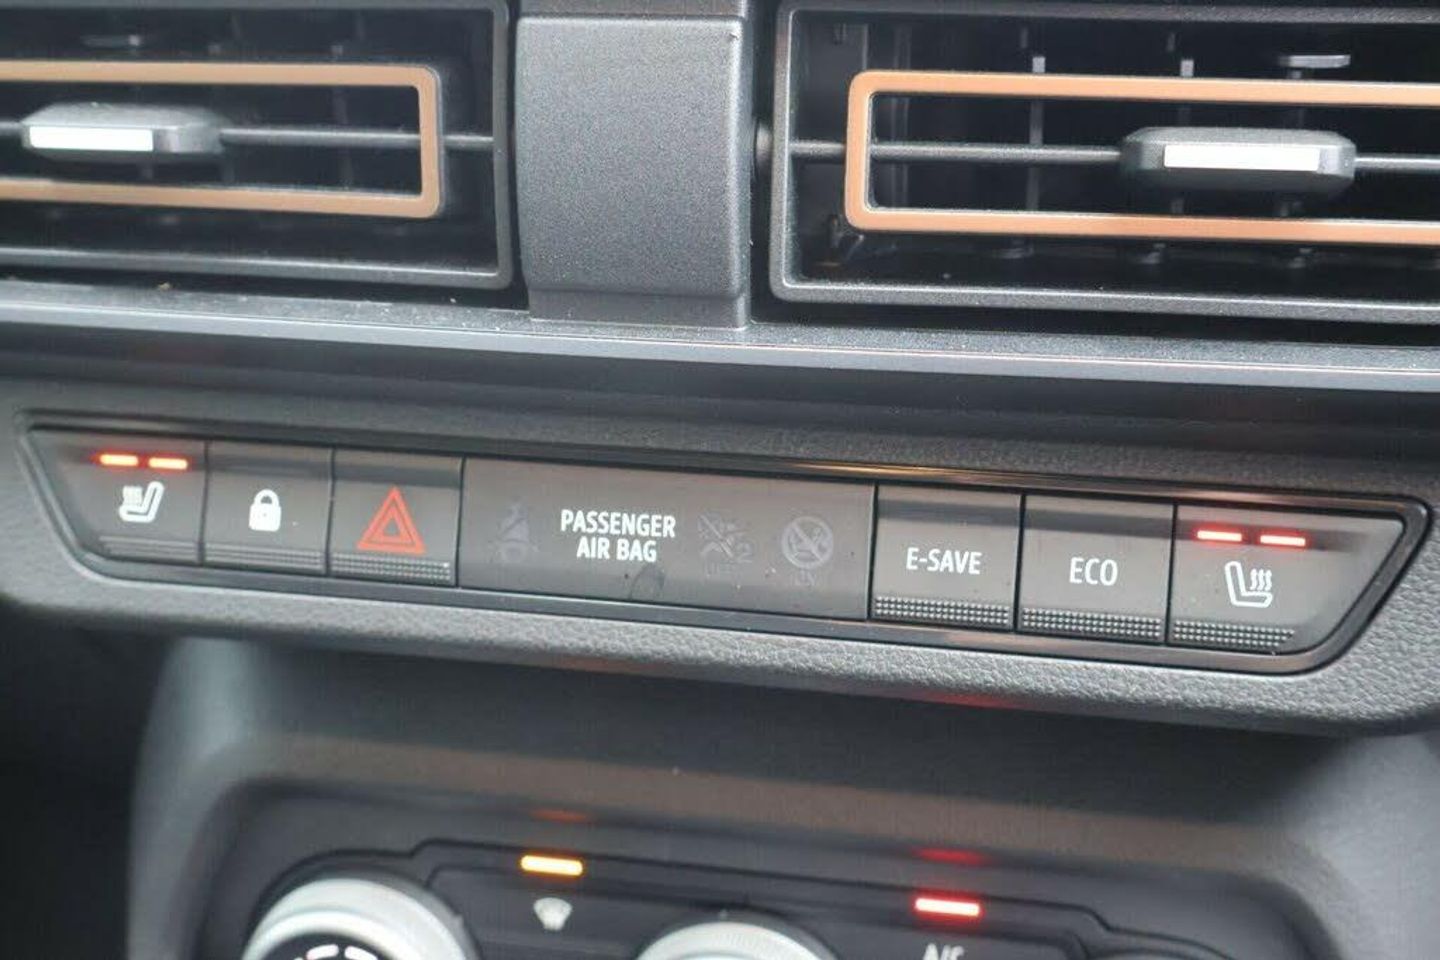 PASSENGER
AIR BAG
E-SAVE
ECO
A/C